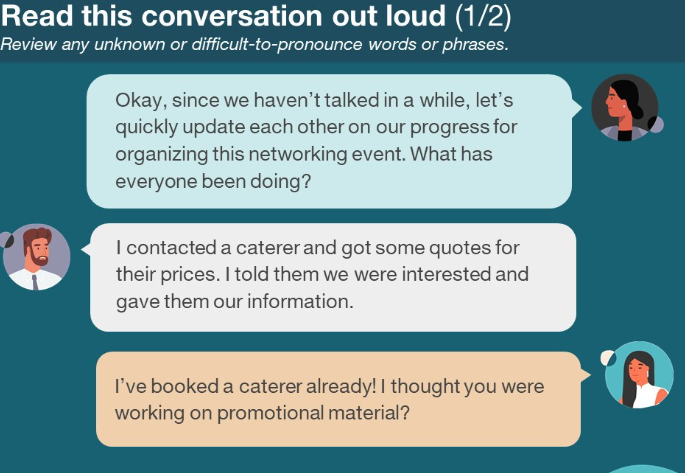 Read this conversation out loud (1/2)
Review any unknown or difficult-to-pronounce words or phrases.
Okay, since we haven't talked in a while, let's
quickly update each other on our progress for
organizing this networking event. What has
everyone been doing?
I contacted a caterer and got some quotes for
their prices. I told them we were interested and
gave them our information.
I've booked a caterer already! I thought you were
working on promotional material?